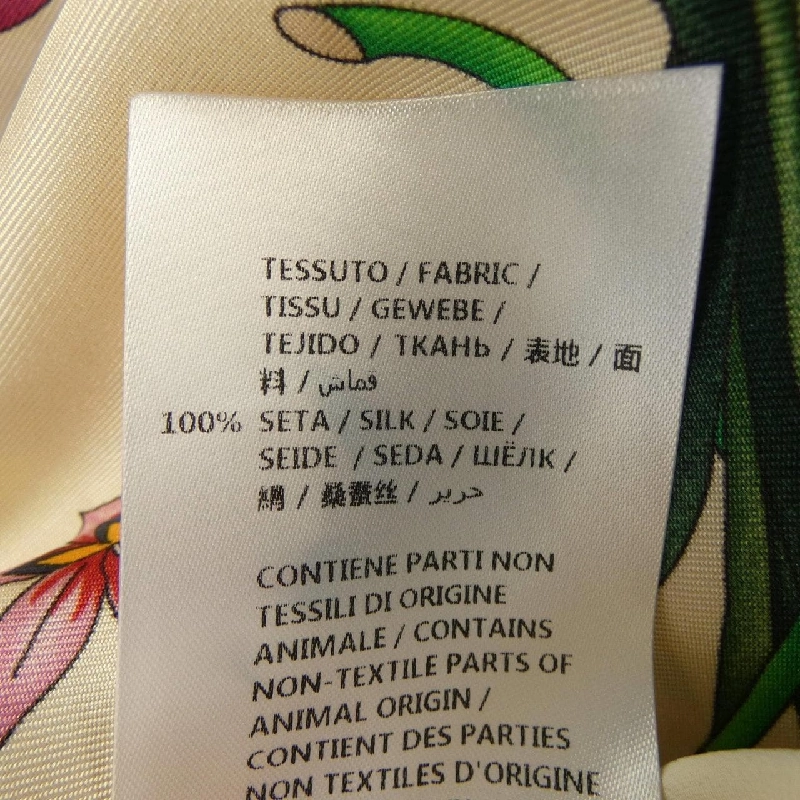 TESSUTO / FABRIC /
TISSU / GEWEBE /
TEJIDO / ТКАНЬ / 表地 / 面
料 / قماش
100% SETA / SILK / SOIE /
SEIDE / SEDA / ШЁЛК /
絹 / 桑蚕丝 / حرير
CONTIENE PARTI NON
TESSILI DI ORIGINE
ANIMALE / CONTAINS
NON-TEXTILE PARTS OF
ANIMAL ORIGIN /
CONTIENT DES PARTIES
NON TEXTILES D'ORIGINE